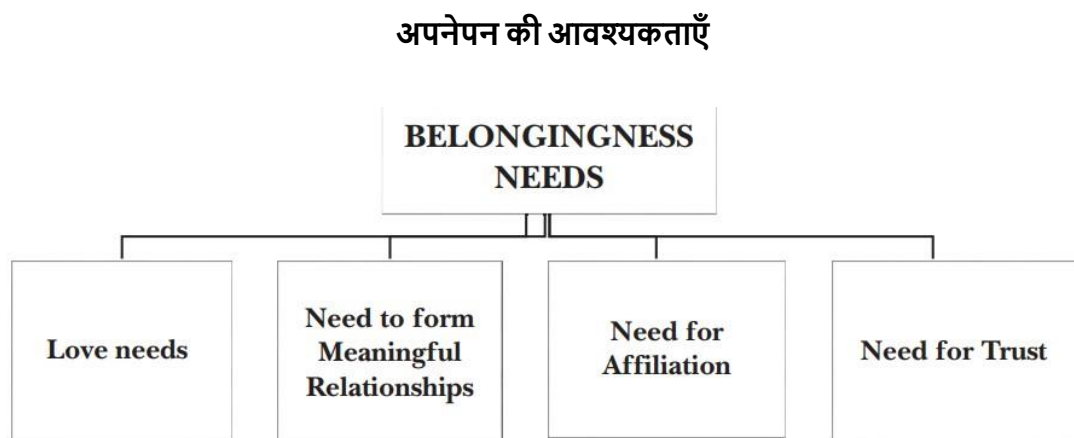 अपनेपन की आवश्यकताएँ
BELONGINGNESS
NEEDS
Love needs
Need to form
Meaningful
Relationships
Need for
Affiliation
Need for Trust